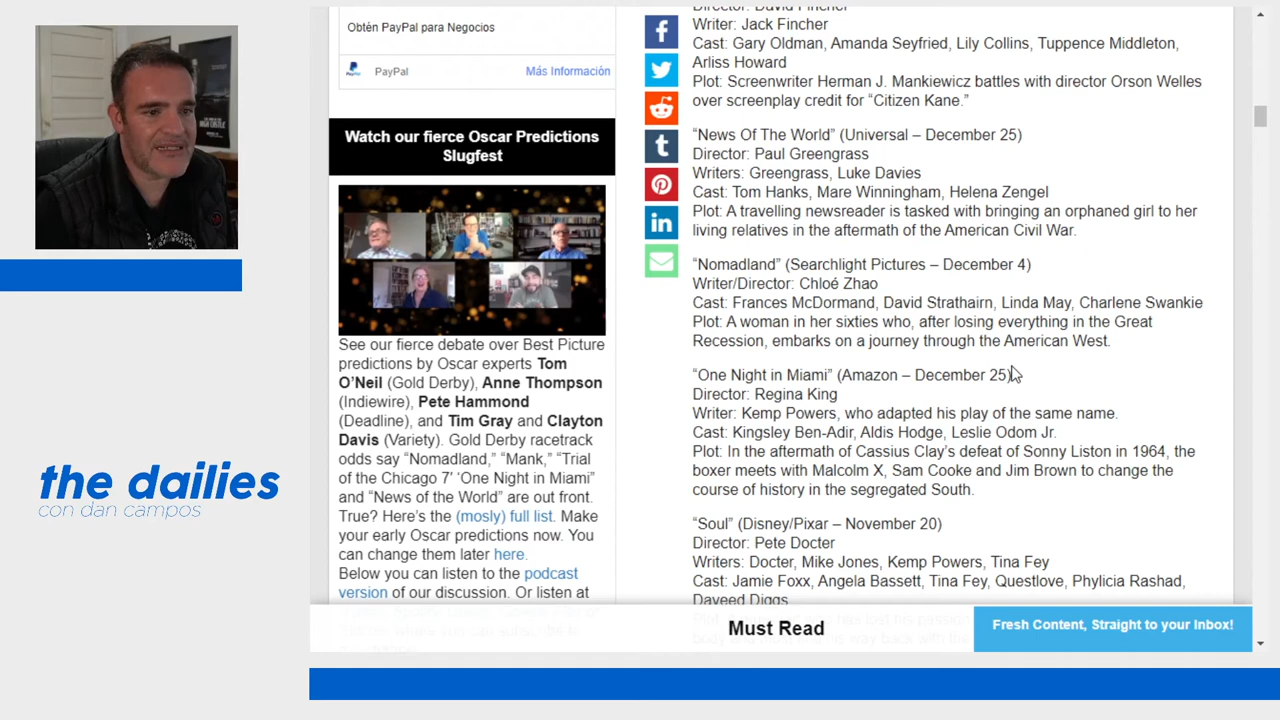 Obtén PayPal para Negocios
PayPal
Más Información
Watch our fierce Oscar Predictions
Slugfest
See our fierce debate over Best Picture
predictions by Oscar experts Tom
O'Neil (Gold Derby), Anne Thompson
(Indiewire), Pete Hammond
(Deadline), and Tim Gray and Clayton
Davis (Variety). Gold Derby racetrack
odds say “Nomadland,” “Mank,” “Trial
of the Chicago 7’ ‘One Night in Miami”
and “News of the World” are out front.
True? Here’s the (mostly) full list. Make
your early Oscar predictions now. You
can change them later here.
Below you can listen to the podcast
version of our discussion. Or listen at
Director: David Fincher
Writer: Jack Fincher
Cast: Gary Oldman, Amanda Seyfried, Lily Collins, Tuppence Middleton,
Arliss Howard
Plot: Screenwriter Herman J. Mankiewicz battles with director Orson Welles
over screenplay credit for “Citizen Kane.”
“News Of The World” (Universal – December 25)
Director: Paul Greengrass
Writers: Greengrass, Luke Davies
Cast: Tom Hanks, Mare Winningham, Helena Zengel
Plot: A travelling newsreader is tasked with bringing an orphaned girl to her
living relatives in the aftermath of the American Civil War.
“Nomadland” (Searchlight Pictures – December 4)
Writer/Director: Chloé Zhao
Cast: Frances McDormand, David Strathairn, Linda May, Charlene Swankie
Plot: A woman in her sixties who, after losing everything in the Great
Recession, embarks on a journey through the American West.
“One Night in Miami” (Amazon – December 25)
Director: Regina King
Writer: Kemp Powers, who adapted his play of the same name.
Cast: Kingsley Ben-Adir, Aldis Hodge, Leslie Odom Jr.
Plot: In the aftermath of Cassius Clay’s defeat of Sonny Liston in 1964, the
boxer meets with Malcolm X, Sam Cooke and Jim Brown to change the
course of history in the segregated South.
“Soul” (Disney/Pixar – November 20)
Director: Pete Docter
Writers: Docter, Mike Jones, Kemp Powers, Tina Fey
Cast: Jamie Foxx, Angela Bassett, Tina Fey, Questlove, Phylicia Rashad,
Daveed Diggs
Must Read
Fresh Content, Straight to your Inbox!
the dailies
con dan campos